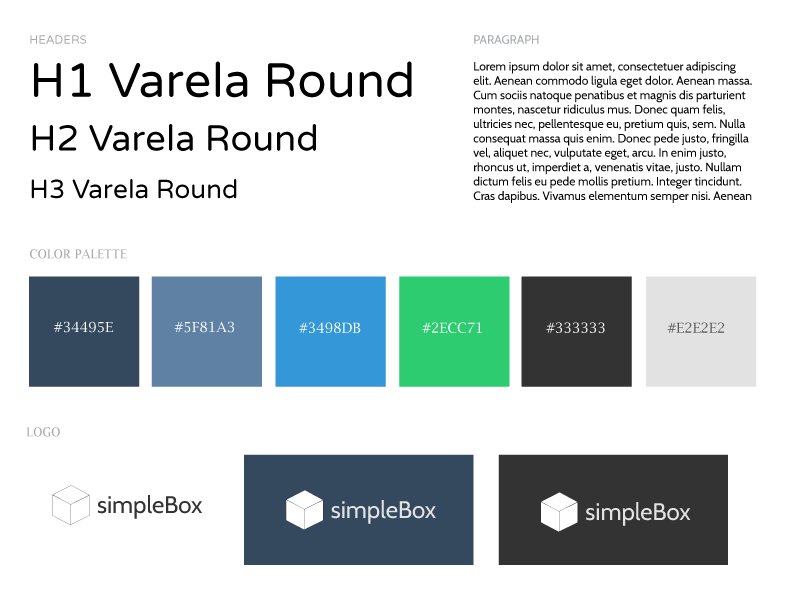 HEADERS
H1 Varela Round
H2 Varela Round
H3 Varela Round
PARAGRAPH
Lorem ipsum dolor sit amet, consectetuer adipiscing
elit. Aenean commodo ligula eget dolor. Aenean massa.
Cum sociis natoque penatibus et magnis dis parturient
montes, nascetur ridiculus mus. Donec quam felis,
ultricies nec, pellentesque eu, pretium quis, sem. Nulla
consequat massa quis enim. Donec pede justo, fringilla
vel, aliquet nec, vulputate eget, arcu. In enim justo,
rhoncus ut, imperdiet a, venenatis vitae, justo. Nullam
dictum felis eu pede mollis pretium. Integer tincidunt.
Cras dapibus. Vivamus elementum semper nisi. Aenean
COLOR PALETTE
#34495E
#5F81A3
#3498DB
#2ECC71
#333333
#E2E2E2
LOGO
simpleBox
simpleBox
simpleBox